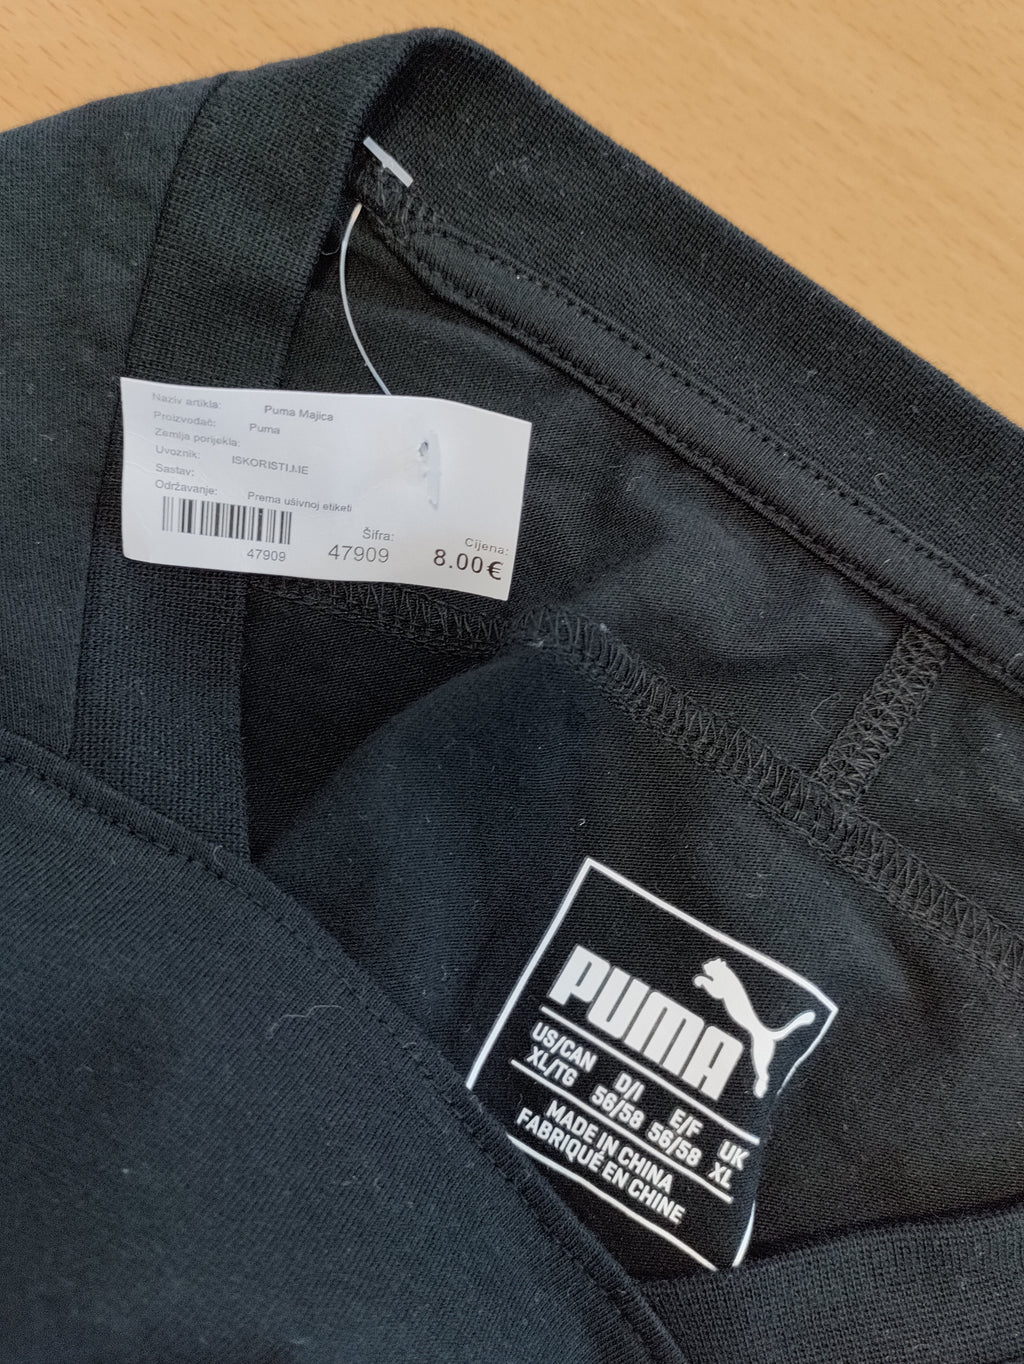 Naziv artikla: Puma Majica
Proizvođač: Puma
Zemlja porijekla:
Uvoznik: ISKORISTI.ME
Sastav:
Održavanje: Prema ušivnoj etiketi
47909
Šifra:
47909
Cijena:
8.00€
PUMA
US/CAN D/I E/F UK
XL/TG 56/58 56/58 XL
MADE IN CHINA
FABRIQUÉ EN CHINE